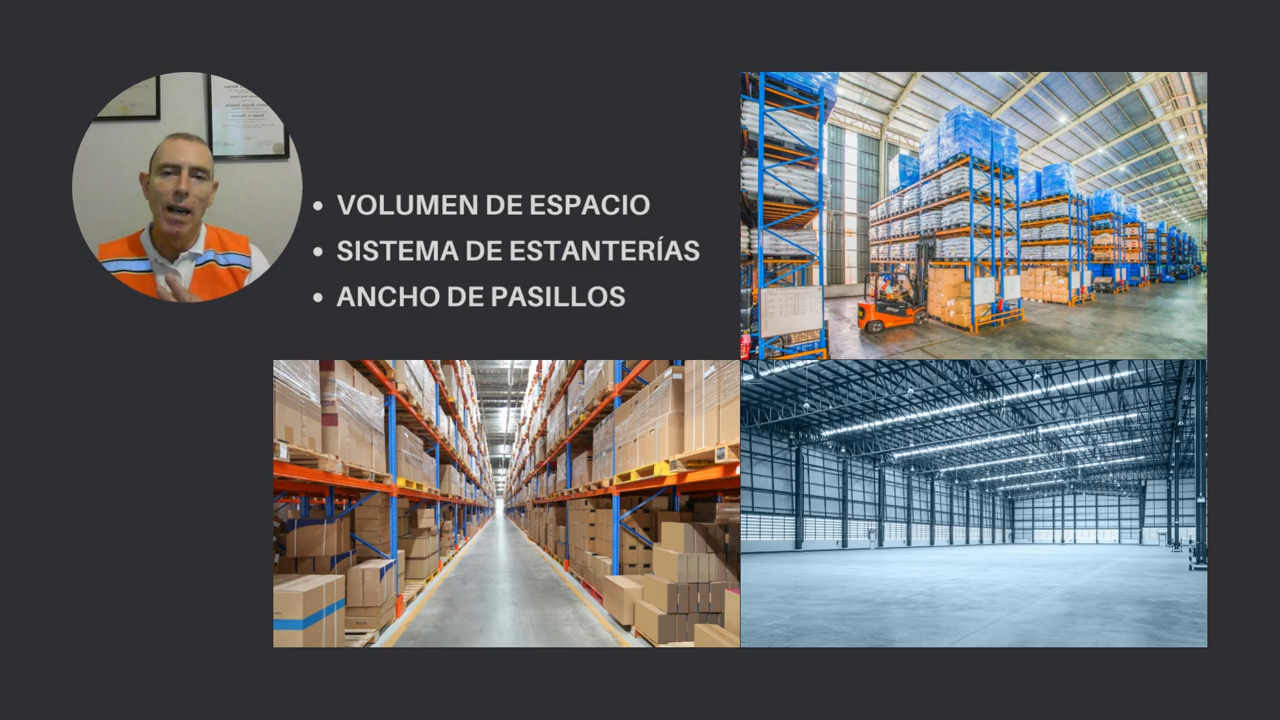 VOLUMEN DE ESPACIO
SISTEMA DE ESTANTERÍAS
ANCHO DE PASILLOS